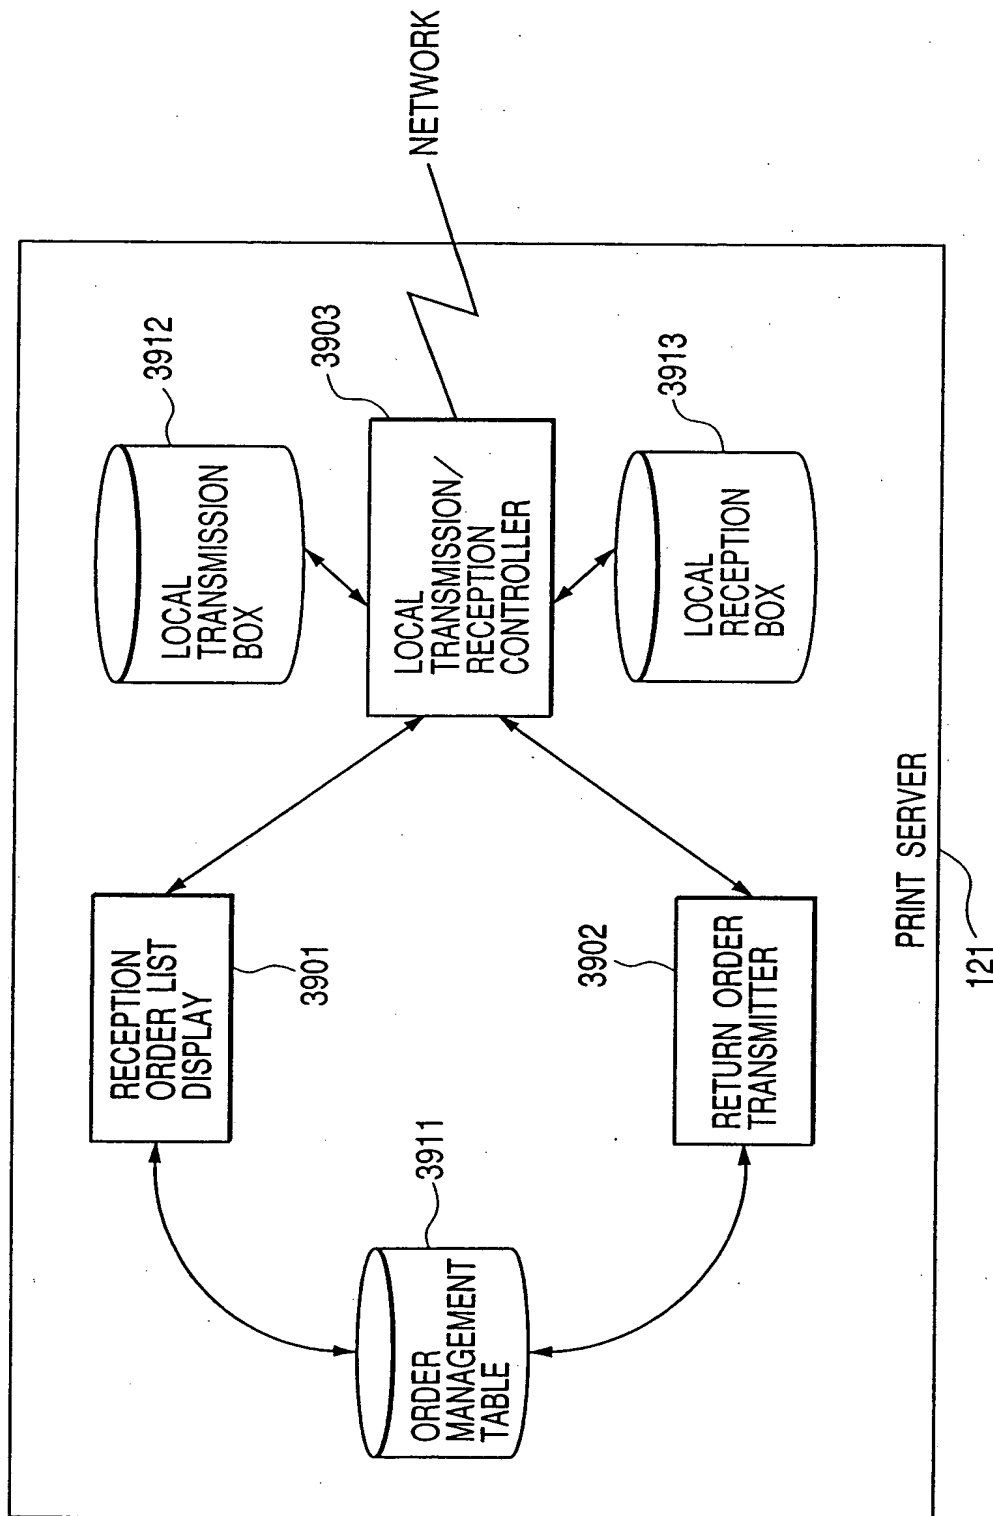 NETWORK
3912
LOCAL
TRANSMISSION
BOX
3903
LOCAL
TRANSMISSION/
RECEPTION
CONTROLLER
3913
LOCAL
RECEPTION
BOX
RECEPTION
ORDER LIST
DISPLAY
3901
3902
RETURN ORDER
TRANSMITTER
3911
ORDER
MANAGEMENT
TABLE
PRINT SERVER
121